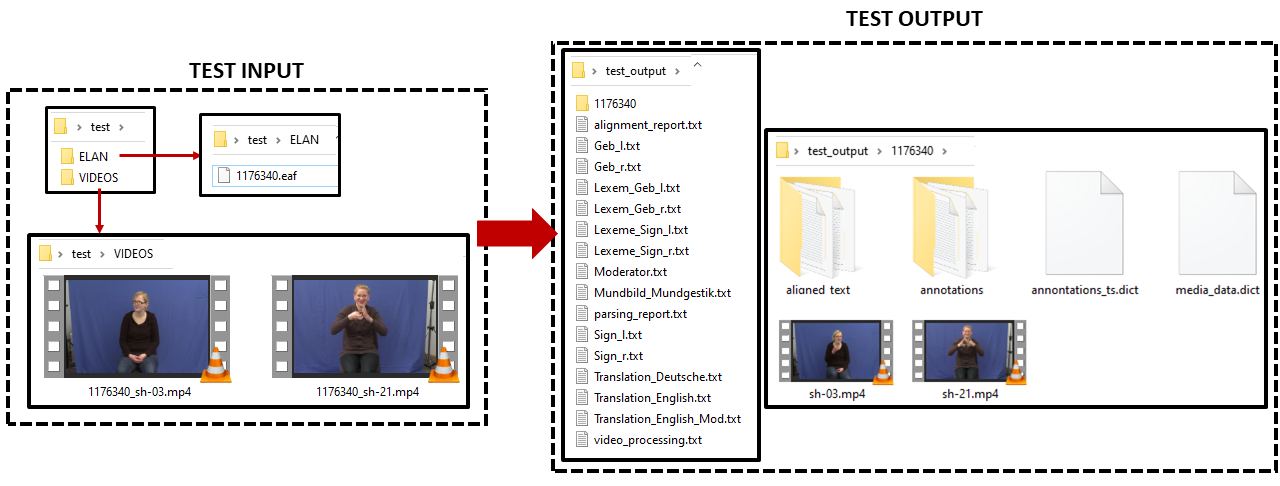 TEST INPUT
test
ELAN
VIDEOS
test ELAN
1176340.eaf
test VIDEOS
1176340_sh-03.mp4
1176340_sh-21.mp4
TEST OUTPUT
test_output
1176340
alignment_report.txt
Geb_l.txt
Geb_r.txt
Lexem_Geb_l.txt
Lexem_Geb_r.txt
Lexeme_Sign_l.txt
Lexeme_Sign_r.txt
Moderator.txt
Mundbild_Mundgestik.txt
parsing_report.txt
Sign_l.txt
Sign_r.txt
Translation_Deutsche.txt
Translation_English.txt
Translation_English_Mod.txt
video_processing.txt
test_output 1176340
aligned text
annotations
annontations_ts.dict
media_data.dict
sh-03.mp4
sh-21.mp4